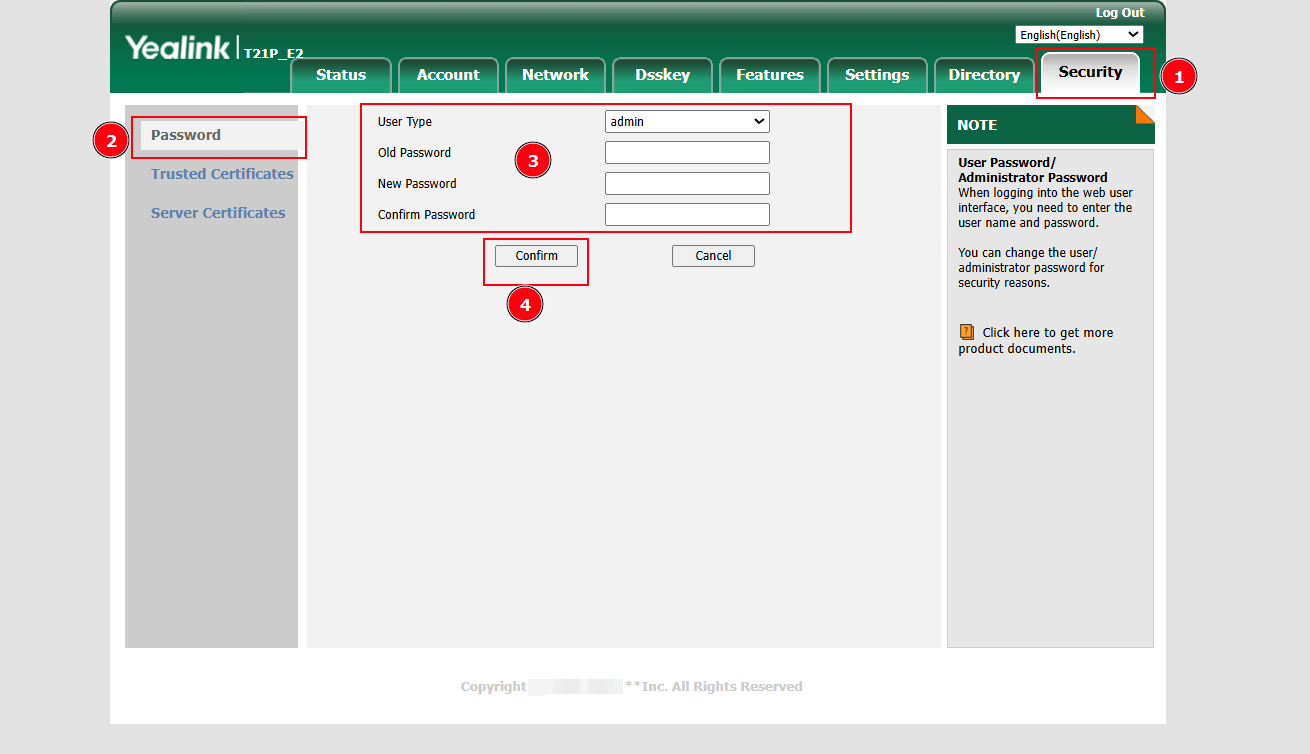 Log Out
English(English)
Yealink T21P_E2
Status Account Network Dsskey Features Settings Directory Security
1
2
Password
Trusted Certificates
Server Certificates
User Type admin
Old Password
New Password
Confirm Password
3
Confirm Cancel
4
NOTE
User Password/
Administrator Password
When logging into the web user
interface, you need to enter the
user name and password.
You can change the user/
administrator password for
security reasons.
? Click here to get more
product documents.
Copyright **Inc. All Rights Reserved